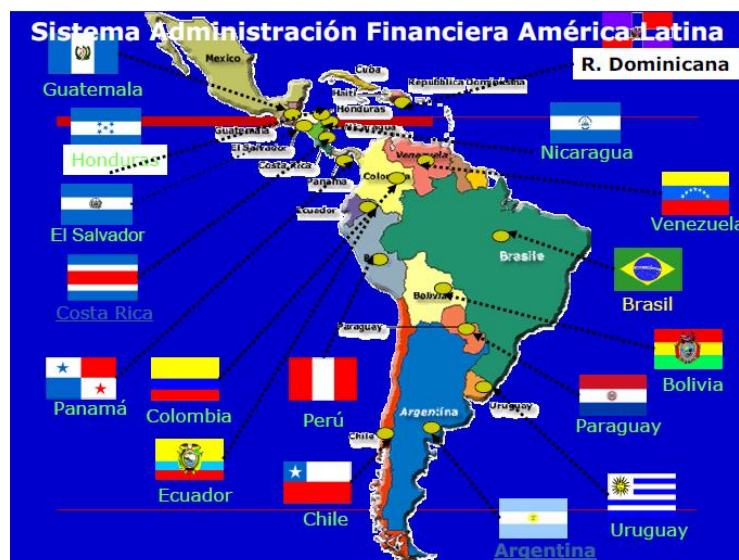 Sistema Administración Financiera América Latina
R. Dominicana
Guatemala
Honduras
El Salvador
Costa Rica
Panamá
Colombia
Ecuador
Perú
Chile
Argentina
Uruguay
Paraguay
Bolivia
Brasil
Venezuela
Nicaragua
Mexico
Cuba
Haiti
Repubblica Dominicana
Honduras
Guatemala
Nicaragua
El Salvador
Costa Rica
Panama
Venezuela
Ecuador
Brasile
Bolivia
Paraguay
Argentina
Uruguay
Chile